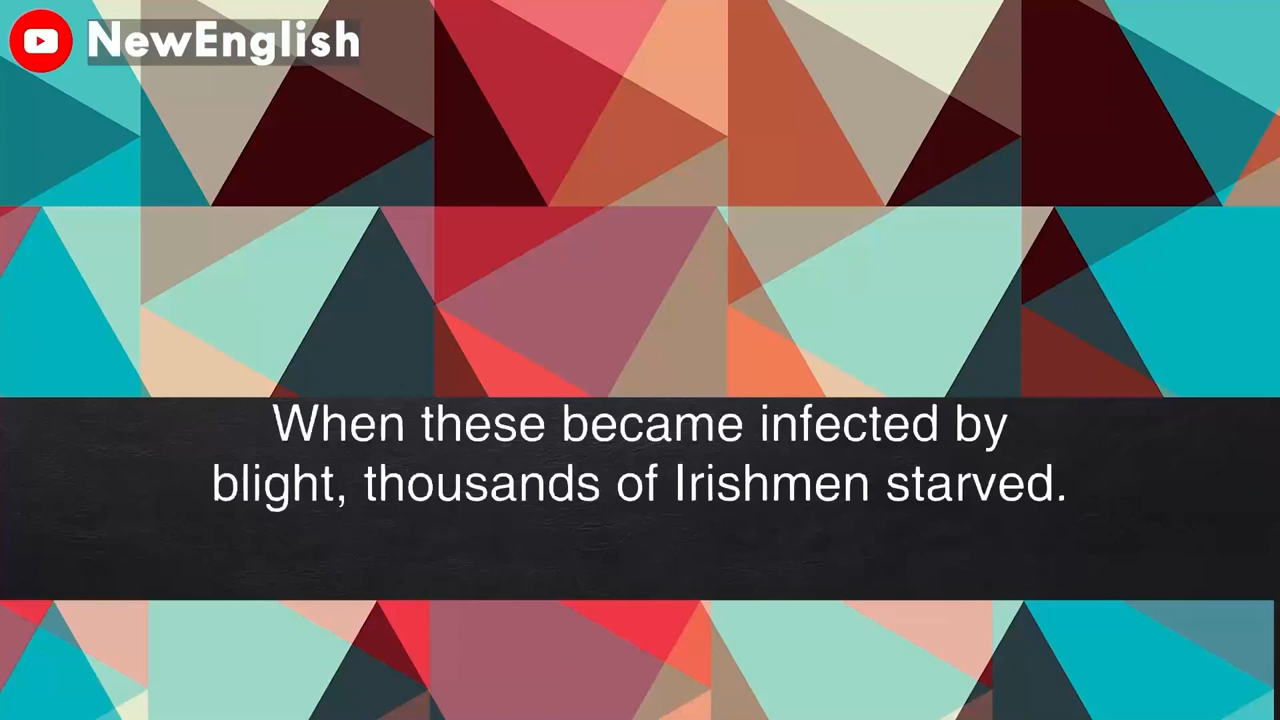 NewEnglish
When these became infected by
blight, thousands of Irishmen starved.